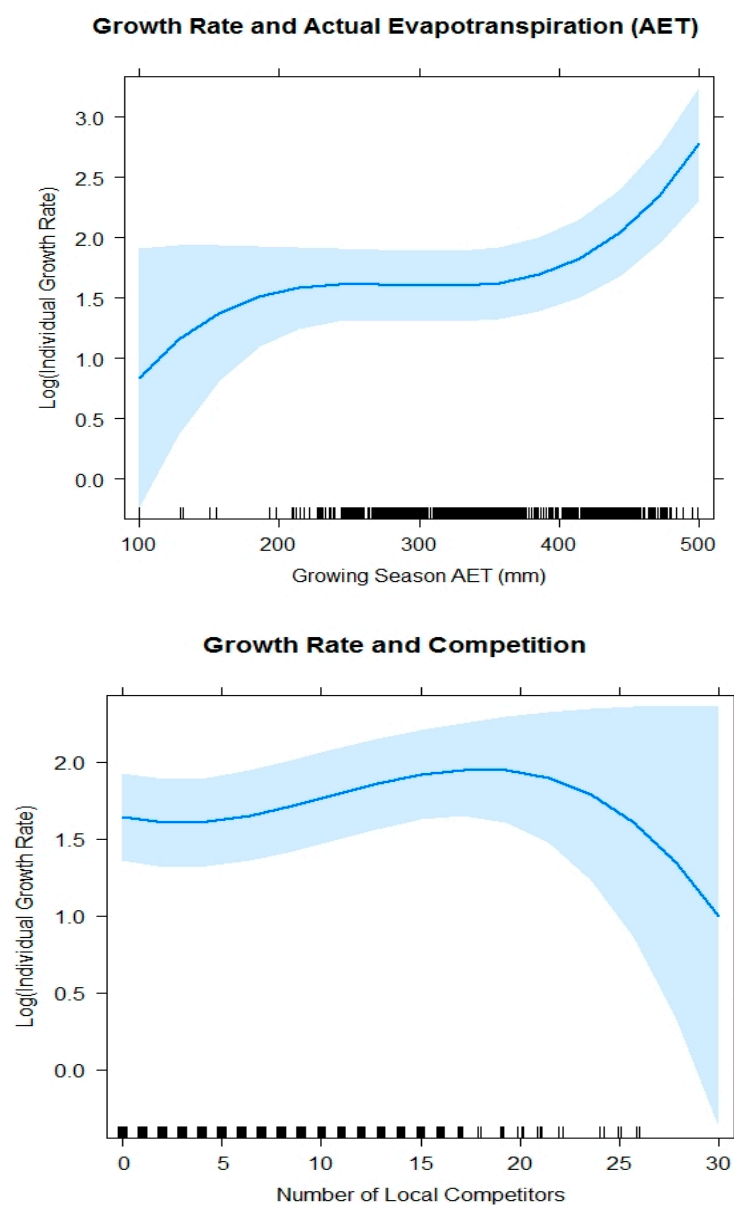 Growth Rate and Actual Evapotranspiration (AET)
3.0
2.5
2.0
1.5
1.0
0.5
0.0
Log(Individual Growth Rate)
100 200 300 400 500
Growing Season AET (mm)
Growth Rate and Competition
2.0
1.5
1.0
0.5
0.0
Log(Individual Growth Rate)
0 5 10 15 20 25 30
Number of Local Competitors